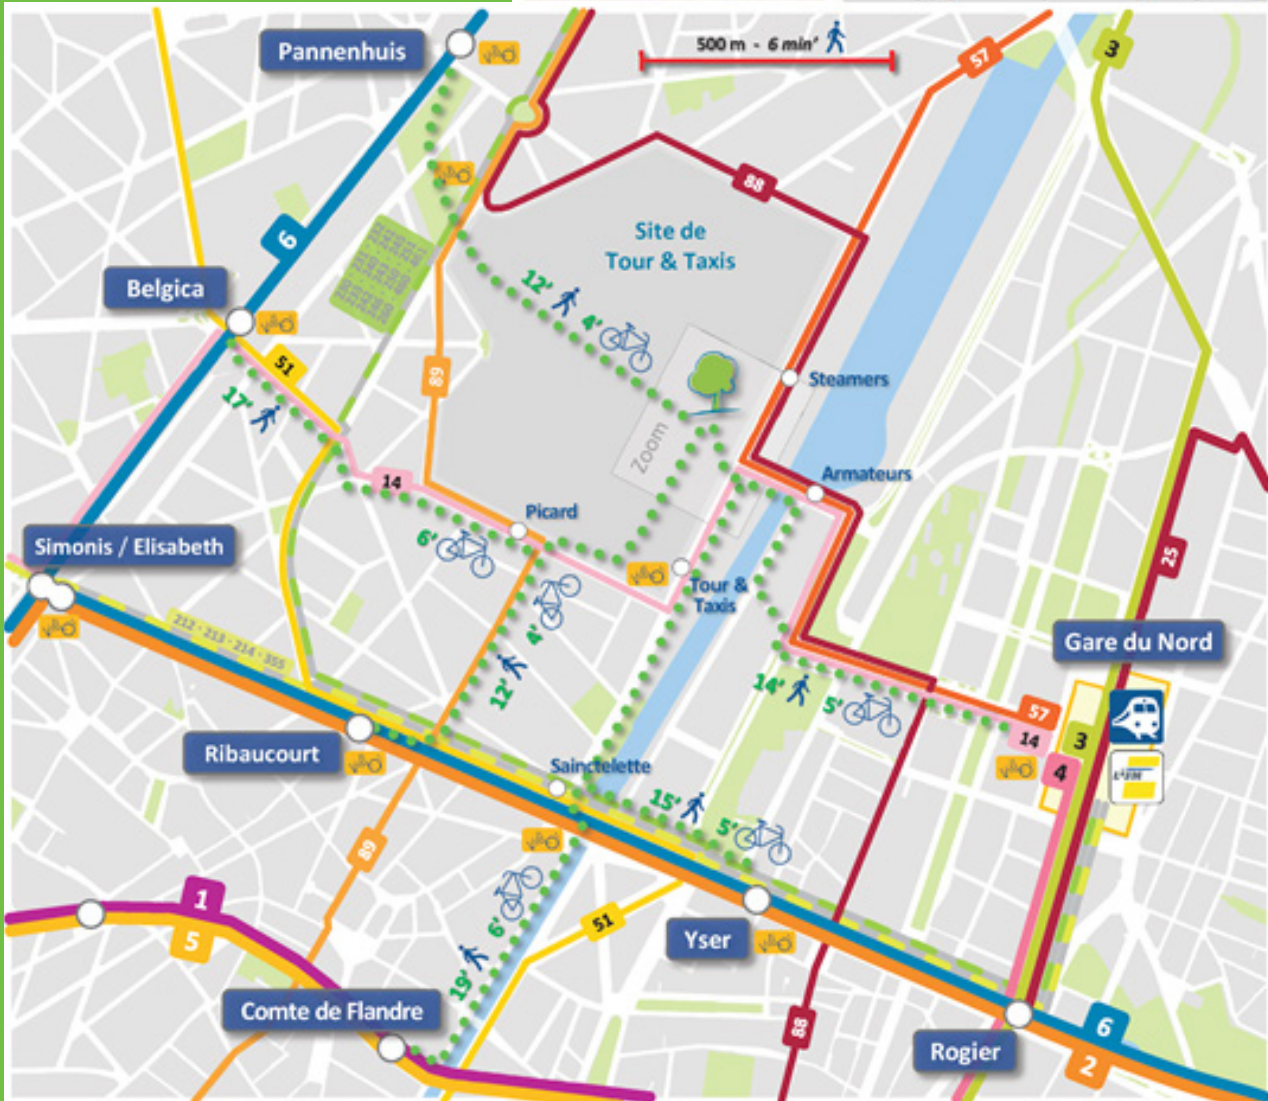 500 m - 6 min'
57
3
Pannenhuis
88
6
Site de
Tour & Taxis
Belgica
12'
4'
51
17'
89
Steamers
Zoom
14
Armateurs
Picard
6'
Simonis / Elisabeth
Tour &
Taxis
4'
12'
25
212 - 213 - 214 - 355
Gare du Nord
14'
5'
57
14
3
4
Ribaucourt
Sainctelette
15'
5'
89
6'
19'
51
1
5
Yser
Comte de Flandre
88
Rogier
6
2